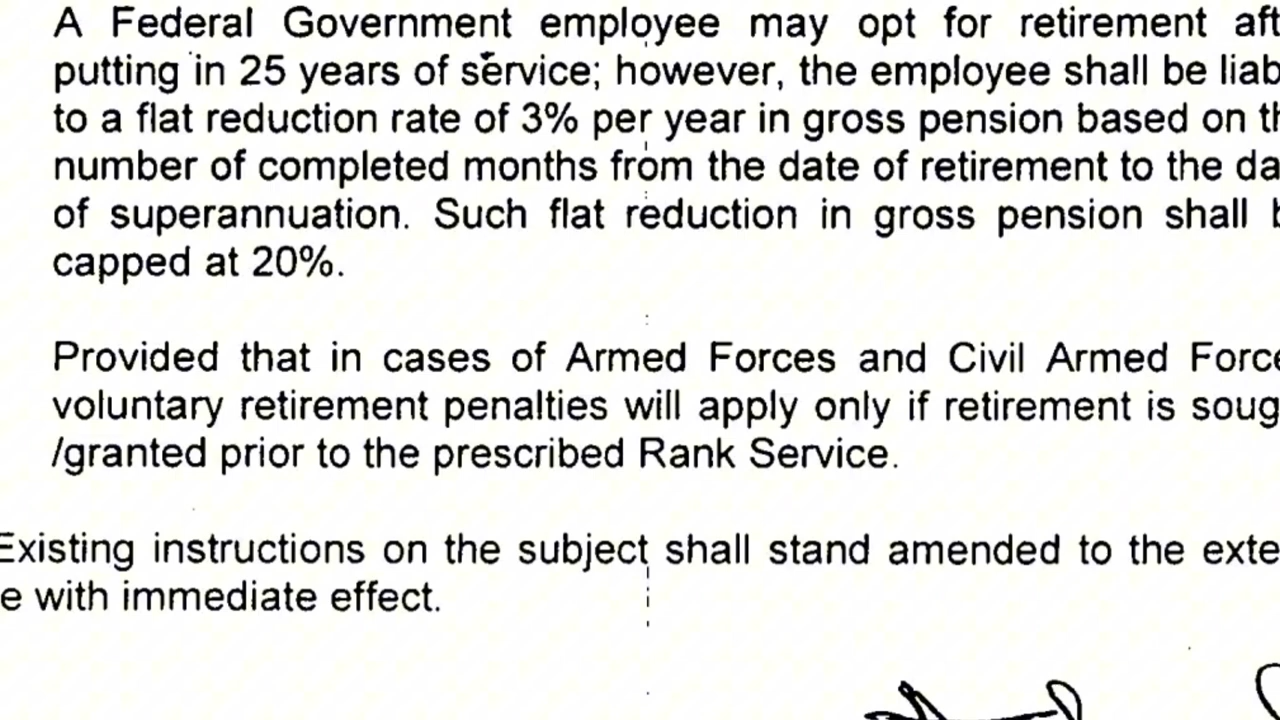 A Federal Government employee may opt for retirement aft
putting in 25 years of service; however, the employee shall be liab
to a flat reduction rate of 3% per year in gross pension based on th
number of completed months from the date of retirement to the da
of superannuation. Such flat reduction in gross pension shall b
capped at 20%.
Provided that in cases of Armed Forces and Civil Armed Force
voluntary retirement penalties will apply only if retirement is soug
/granted prior to the prescribed Rank Service.
Existing instructions on the subject shall stand amended to the exte
e with immediate effect.